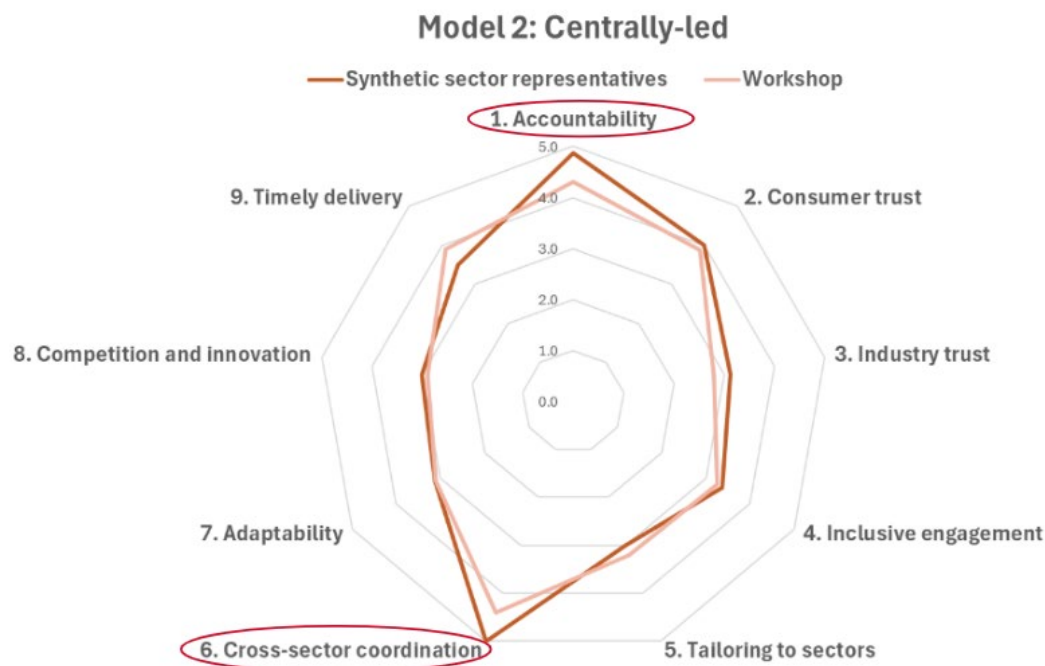 Model 2: Centrally-led
Synthetic sector representatives Workshop
1. Accountability
5.0
9. Timely delivery
4.0
2. Consumer trust
3.0
2.0
8. Competition and innovation
1.0
3. Industry trust
0.0
7. Adaptability
4. Inclusive engagement
6. Cross-sector coordination
5. Tailoring to sectors